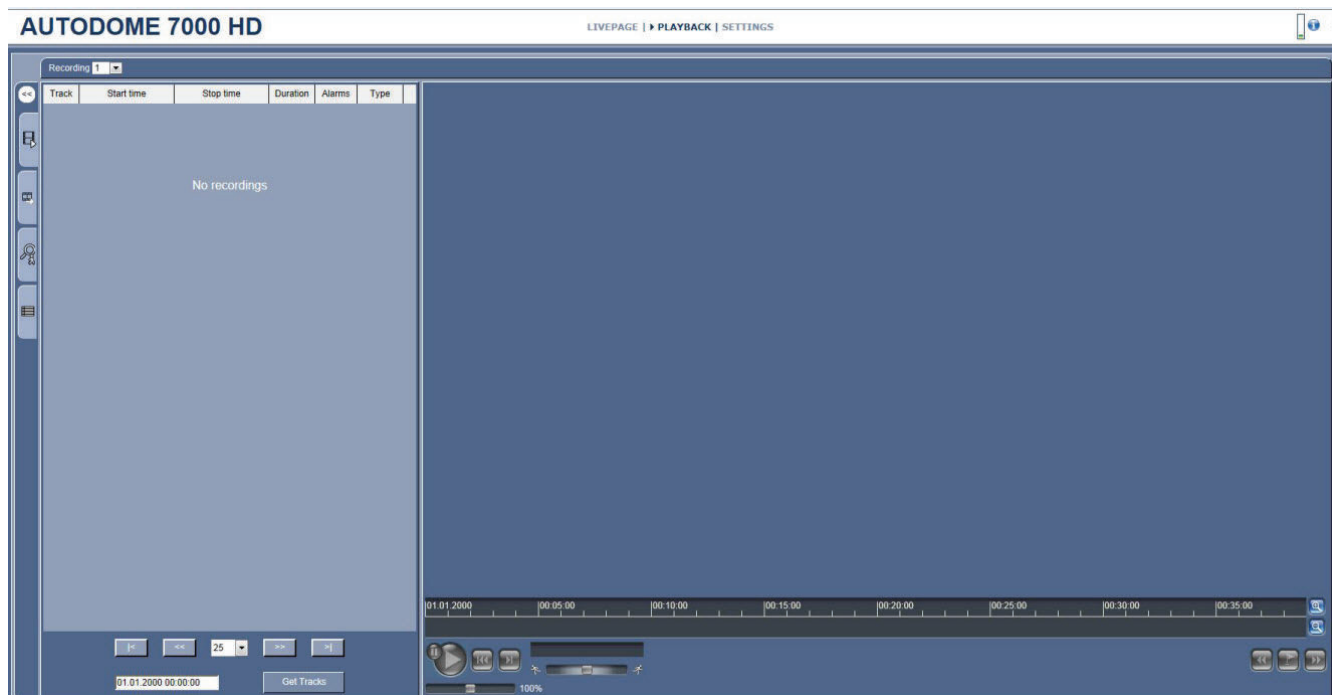 AUTODOME 7000 HD
LIVEPAGE | PLAYBACK | SETTINGS
Recording 1
<<
Track Start time Stop time Duration Alarms Type
No recordings
01.01.2000 00:05:00 00:10:00 00:15:00 00:20:00 00:25:00 00:30:00 00:35:00
|< << 25 >> >|
01.01.2000 00:00:00 Get Tracks
100%